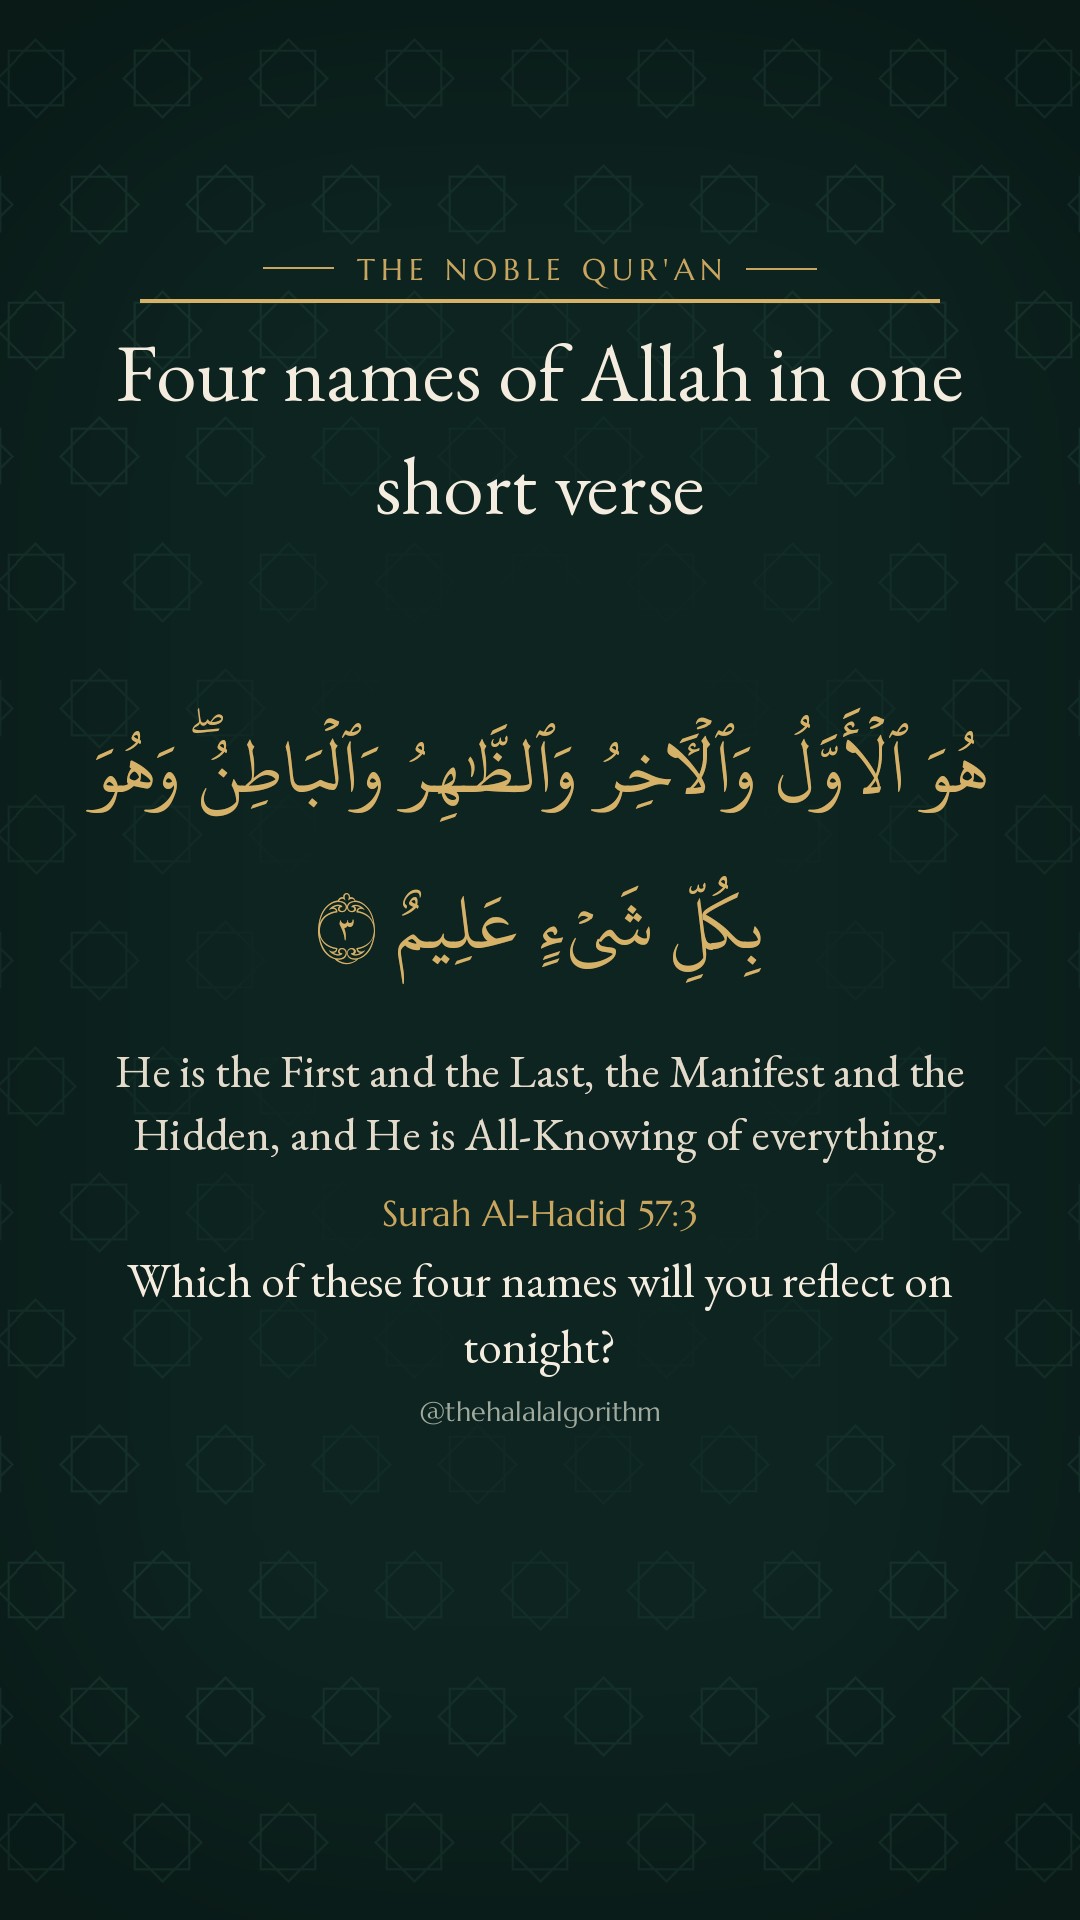 THE NOBLE QUR'AN
Four names of Allah in one
short verse
هُوَ ٱلۡأَوَّلُ وَٱلۡأٓخِرُ وَٱلظَّـٰهِرُ وَٱلۡبَاطِنُۖ وَهُوَ
بِكُلِّ شَىۡءٍ عَلِيمٌ ٣
He is the First and the Last, the Manifest and the
Hidden, and He is All-Knowing of everything.
Surah Al-Hadid 57:3
Which of these four names will you reflect on
tonight?
@thehalalalgorithm